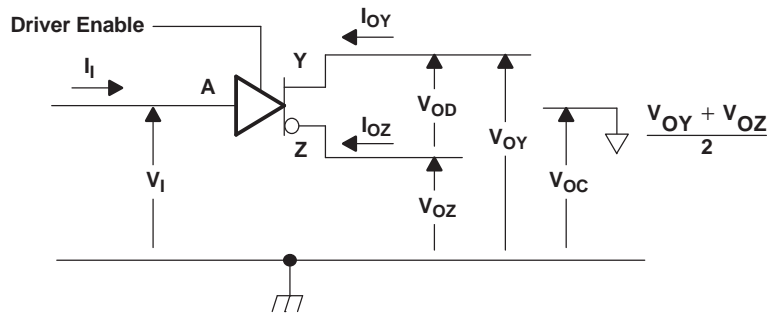 Driver Enable
I_OY
I_I
A
Y
I_OZ
Z
V_OD
V_OY
V_OY + V_OZ
2
V_I
V_OZ
V_OC